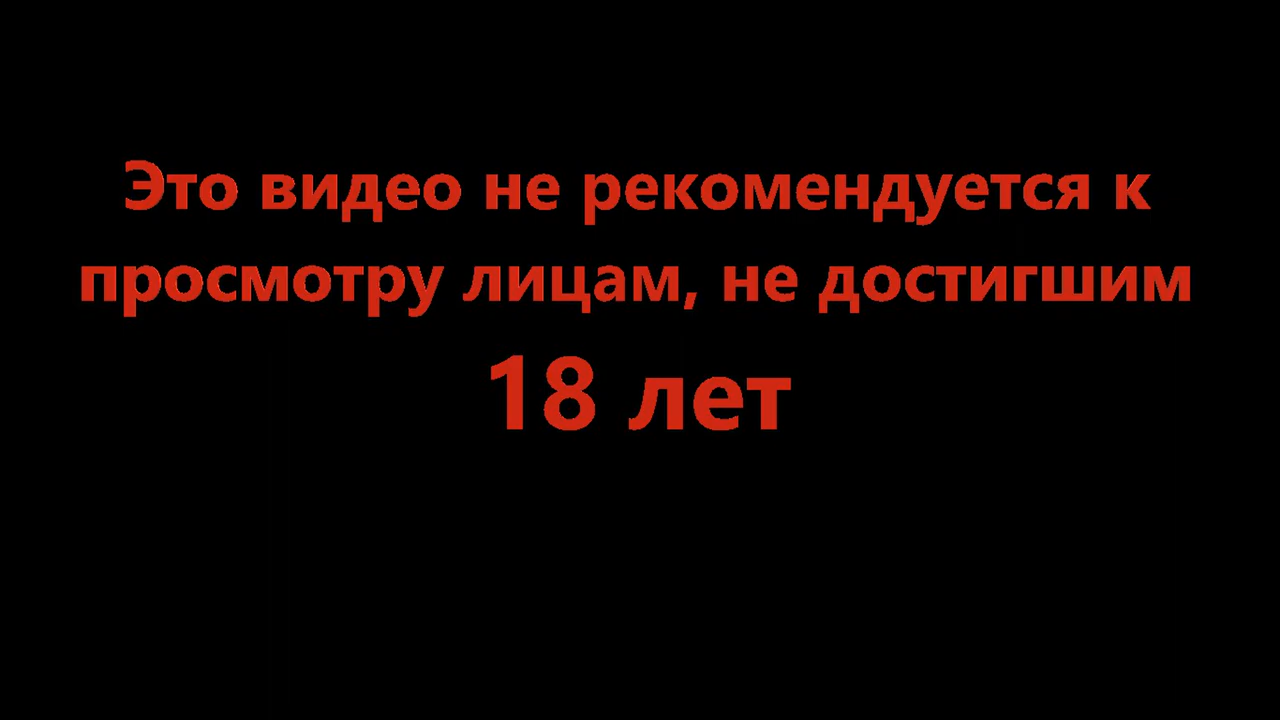 Это видео не рекомендуется к
просмотру лицам, не достигшим
18 лет